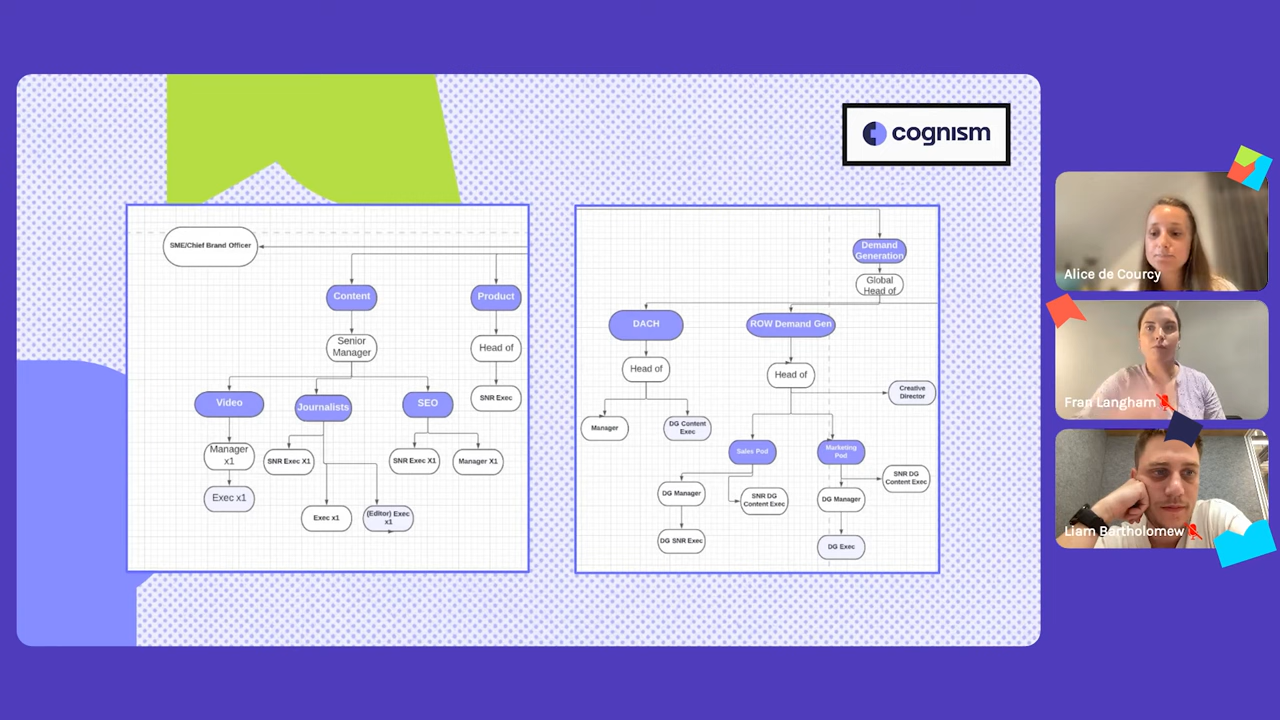 cognism
SME/Chief Brand Officer
Content
Product
Senior
Manager
Head of
Video
Journalists
SEO
SNR Exec
Manager
x1
SNR Exec X1
SNR Exec X1
Manager X1
Exec x1
Exec x1
(Editor) Exec
x1
Demand
Generation
Global
Head of
DACH
ROW Demand Gen
Head of
Head of
Creative
Director
Manager
DG Content
Exec
Sales Pod
Marketing
Pod
DG Manager
SNR DG
Content Exec
DG Manager
SNR DG
Content Exec
DG SNR Exec
DG Exec
Alice de Courcy
Fran Langham
Liam Bertholomew